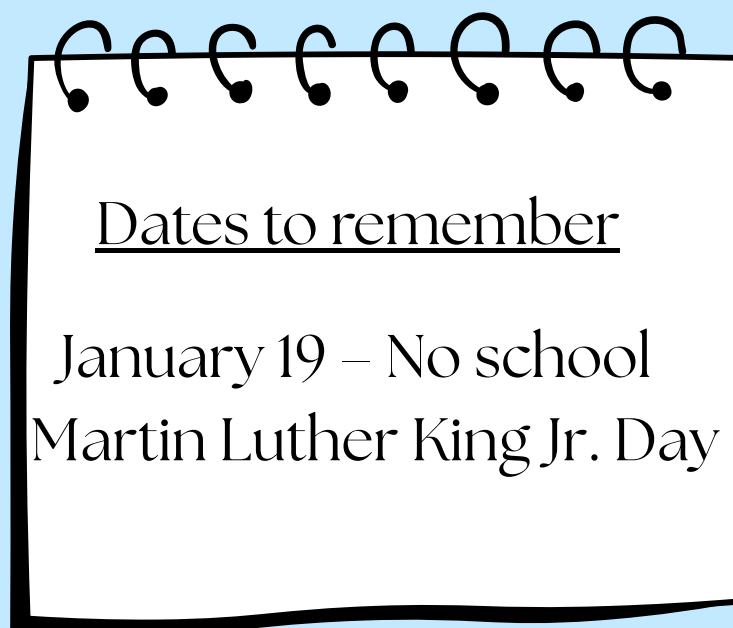 Dates to remember
January 19 – No school
Martin Luther King Jr. Day